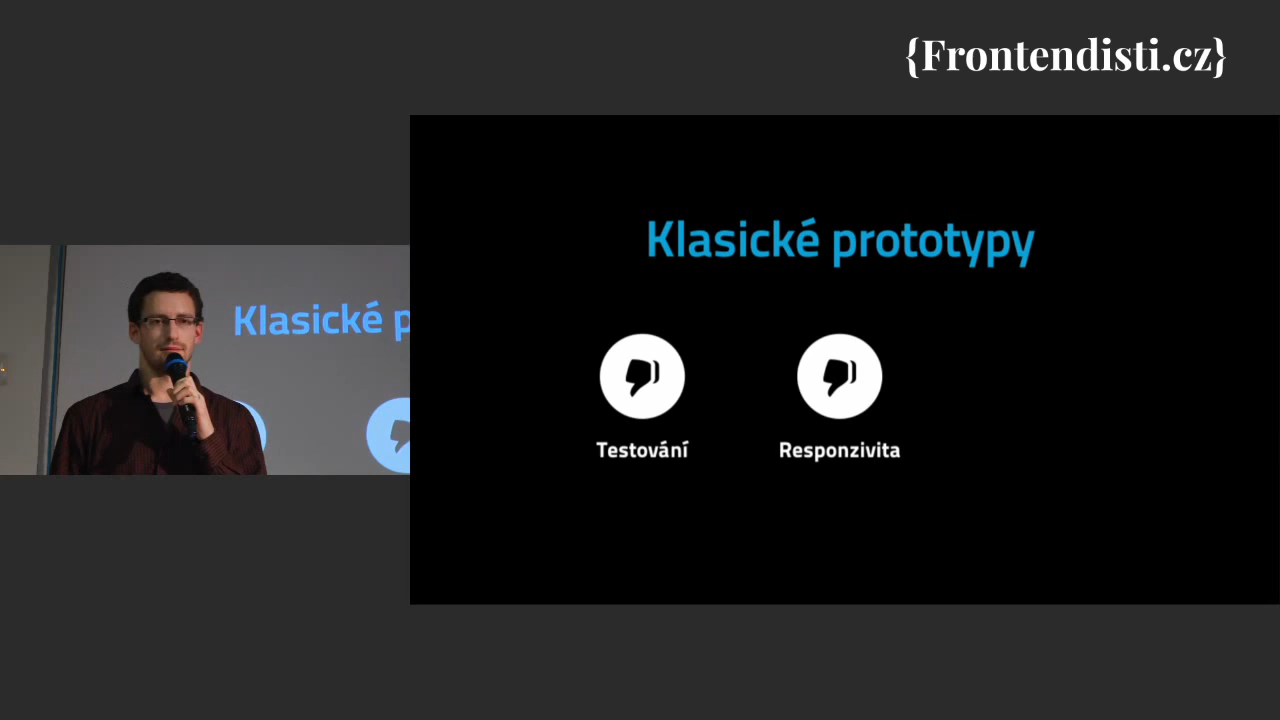 {Frontendisti.cz}
Klasické prototypy
Testování
Responzivita
Klasické p